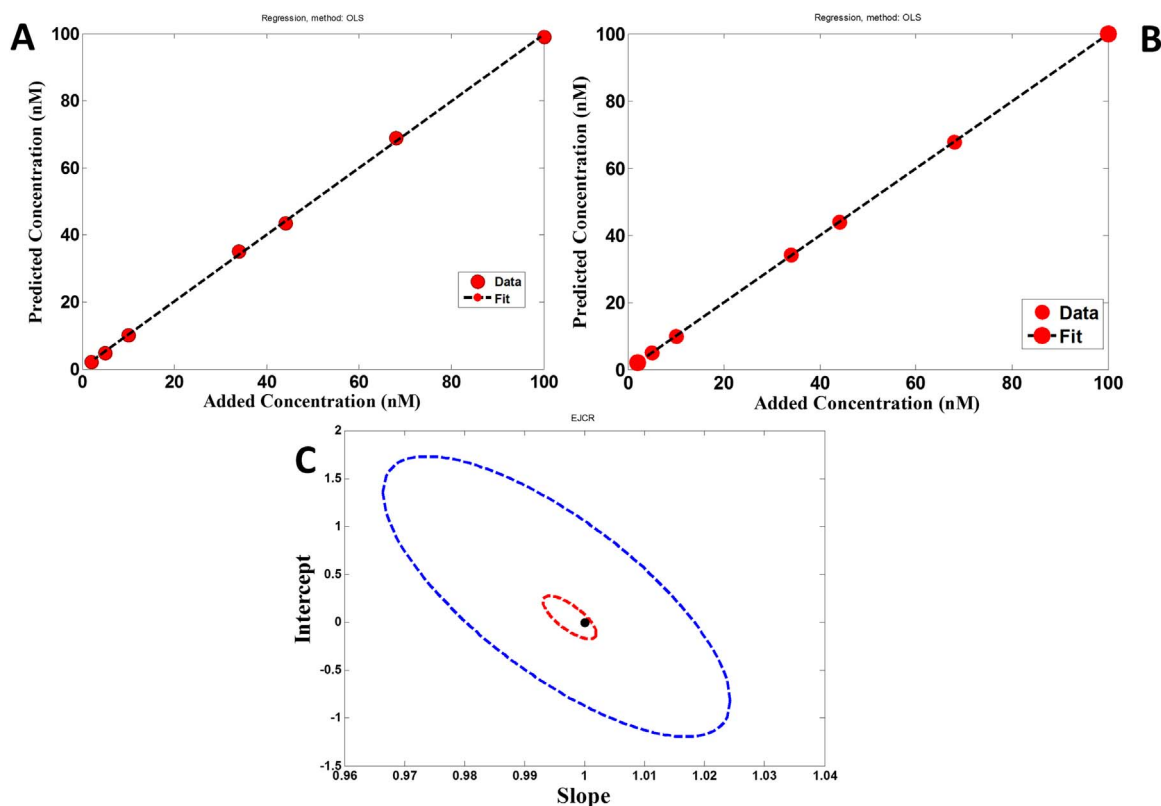 Regression, method: OLS
A
100
80
60
40
20
0
Predicted Concentration (nM)
Data
Fit
0 20 40 60 80 100
Added Concentration (nM)
Regression, method: OLS
B
100
80
60
40
20
0
Predicted Concentration (nM)
Data
Fit
0 20 40 60 80 100
Added Concentration (nM)
EJCR
C
2
1.5
1
0.5
0
-0.5
-1
-1.5
Intercept
0.96 0.97 0.98 0.99 1 1.01 1.02 1.03 1.04
Slope